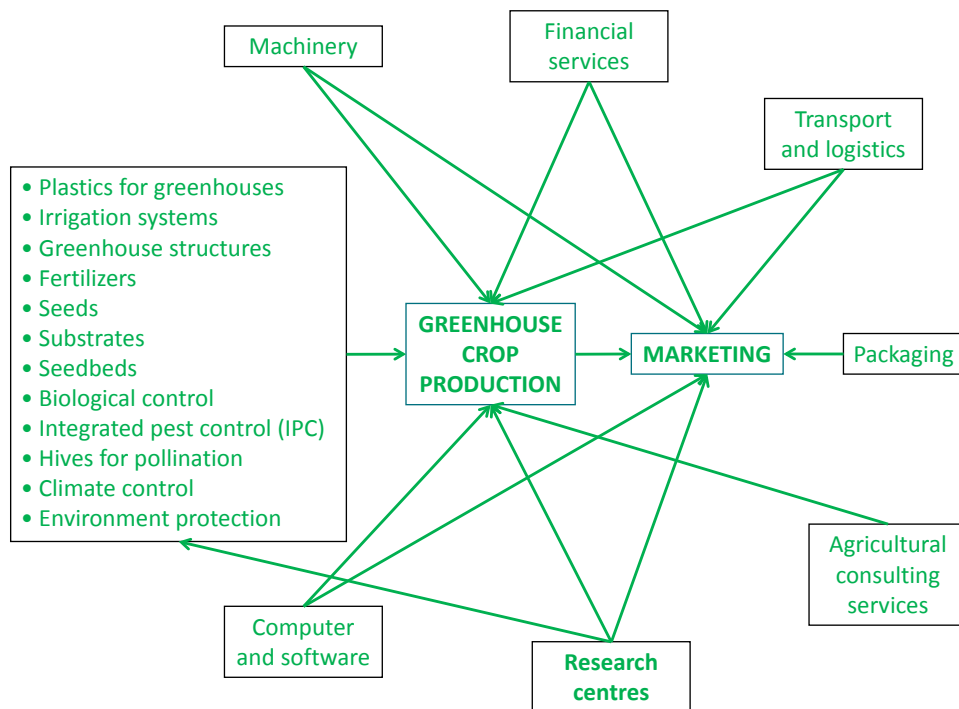 Machinery
Financial
services
Transport
and logistics
• Plastics for greenhouses
• Irrigation systems
• Greenhouse structures
• Fertilizers
• Seeds
• Substrates
• Seedbeds
• Biological control
• Integrated pest control (IPC)
• Hives for pollination
• Climate control
• Environment protection
GREENHOUSE
CROP
PRODUCTION
MARKETING
Packaging
Agricultural
consulting
services
Computer
and software
Research
centres